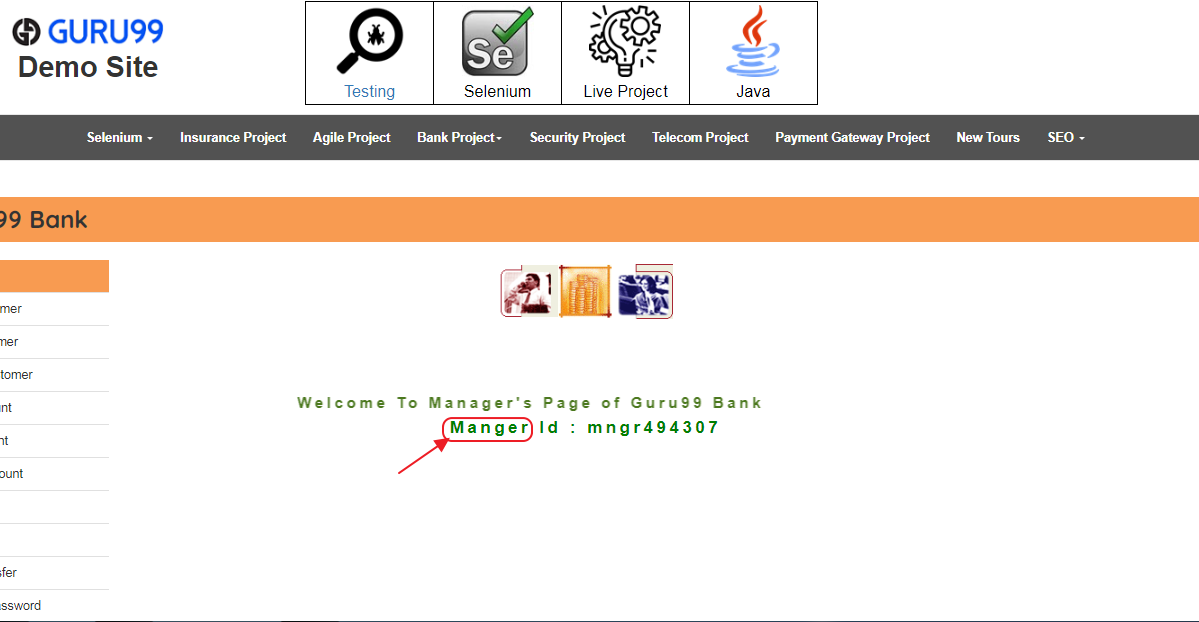 GURU99
Demo Site
Testing
Se
Selenium
Live Project
Java
Selenium Insurance Project Agile Project Bank Project Security Project Telecom Project Payment Gateway Project New Tours SEO
99 Bank
mer
mer
tomer
nt
nt
ount
sfer
assword
Welcome To Manager's Page of Guru99 Bank
Manger Id : mngr494307